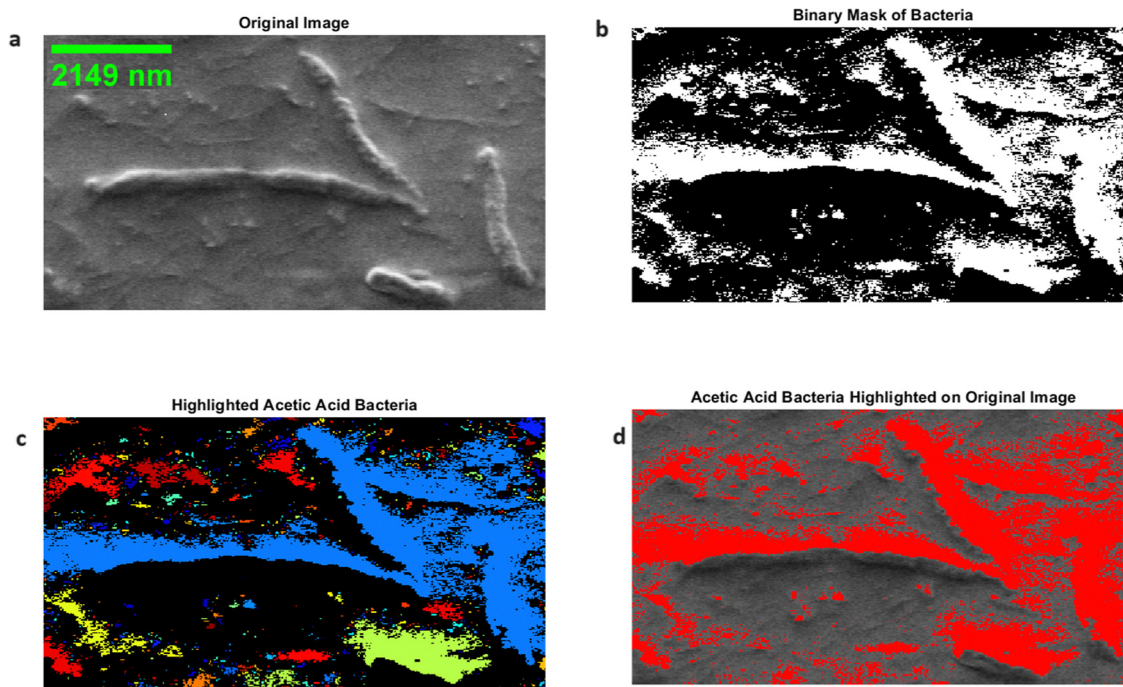 Original Image
a
2149 nm
Binary Mask of Bacteria
b
Highlighted Acetic Acid Bacteria
c
Acetic Acid Bacteria Highlighted on Original Image
d